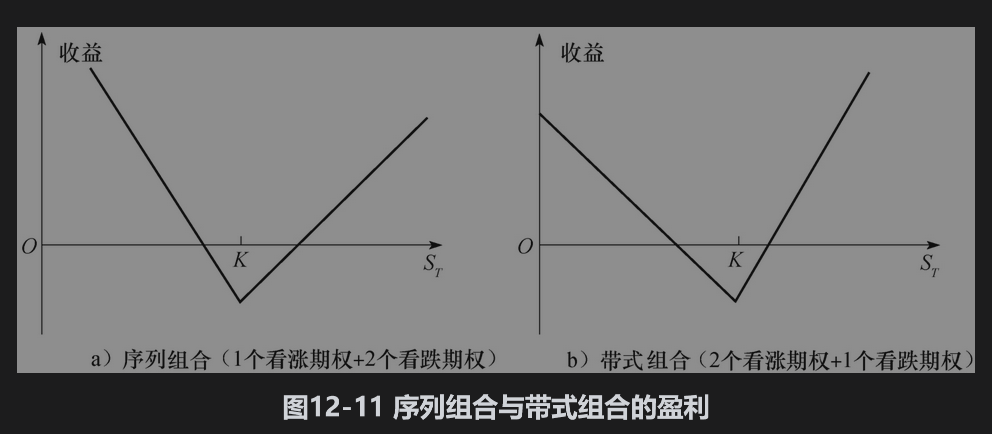 收益
O
K
S_T
a）序列组合（1个看涨期权+2个看跌期权）
收益
O
K
S_T
b）带式组合（2个看涨期权+1个看跌期权）
图12-11 序列组合与带式组合的盈利